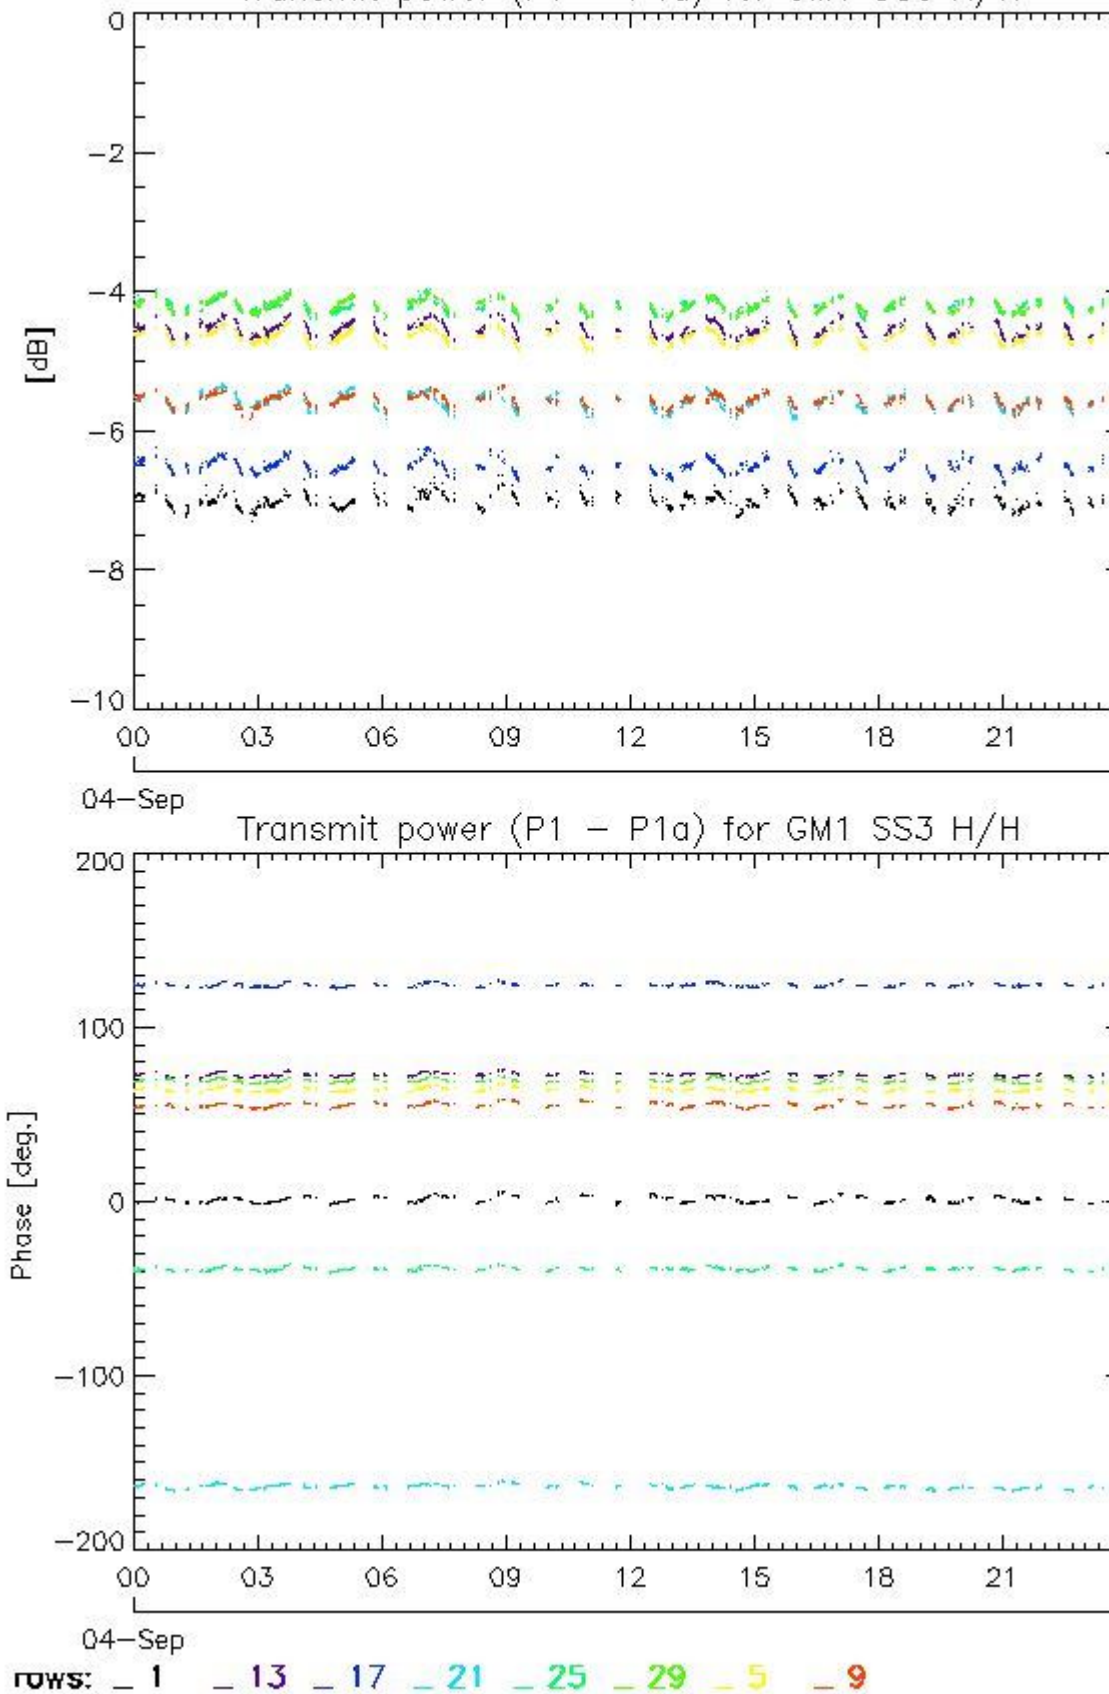 0
-2
-4
[dB]
-6
-8
-10
00 03 06 09 12 15 18 21
04-Sep
Transmit power (P1 - P1a) for GM1 SS3 H/H
200
100
Phase [deg.]
0
-100
-200
00 03 06 09 12 15 18 21
04-Sep
rows: _ 1 _ 13 _ 17 _ 21 _ 25 _ 29 _ 5 _ 9